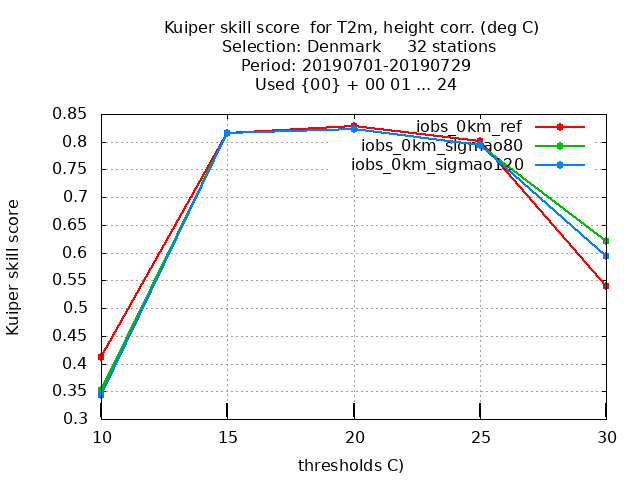 Kuiper skill score  for T2m, height corr. (deg C)
Selection: Denmark     32 stations
Period: 20190701-20190729
Used {00} + 00 01 ... 24
Kuiper skill score
0.85
0.8
0.75
0.7
0.65
0.6
0.55
0.5
0.45
0.4
0.35
0.3
iobs_0km_ref
iobs_0km_sigmao80
iobs_0km_sigmao120
10 15 20 25 30
thresholds C)